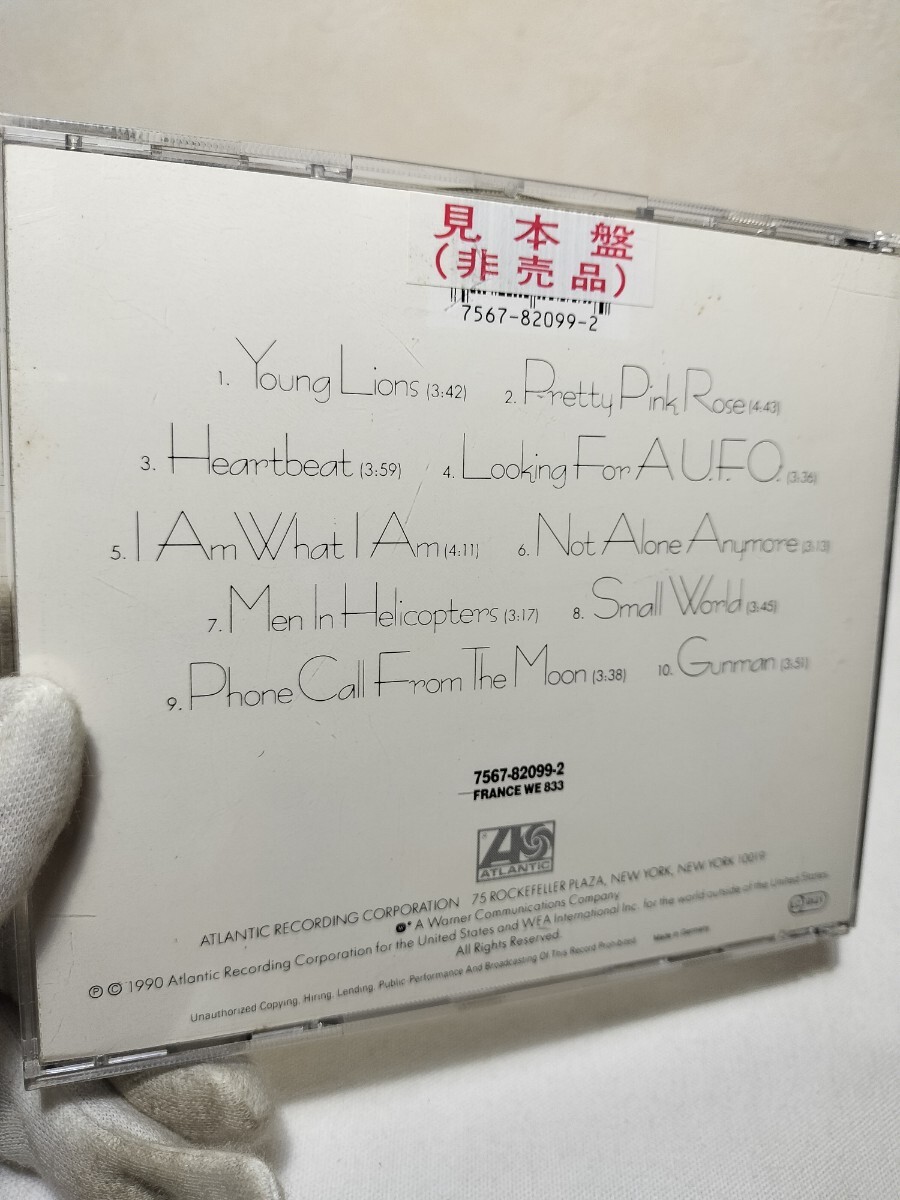 見本盤
(非売品)
7567-82099-2
1. Young Lions (3:42) 2. Pretty Pink Rose (4:43)
3. Heartbeat (3:59) 4. Looking For A U.F.O. (3:36)
5. I Am What I Am (4:11) 6. Not Alone Anymore (3:13)
7. Men In Helicopters (3:17) 8. Small World (3:45)
9. Phone Call From The Moon (3:38) 10. Gunman (3:51)
7567-82099-2
FRANCE WE 833
ATLANTIC
ATLANTIC RECORDING CORPORATION 75 ROCKEFELLER PLAZA, NEW YORK, NEW YORK 10019
A Warner Communications Company
℗ © 1990 Atlantic Recording Corporation for the United States and WEA International Inc. for the world outside of the United States.
All Rights Reserved.
Unauthorized Copying, Hiring, Lending, Public Performance And Broadcasting Of This Record Prohibited. Made in Germany